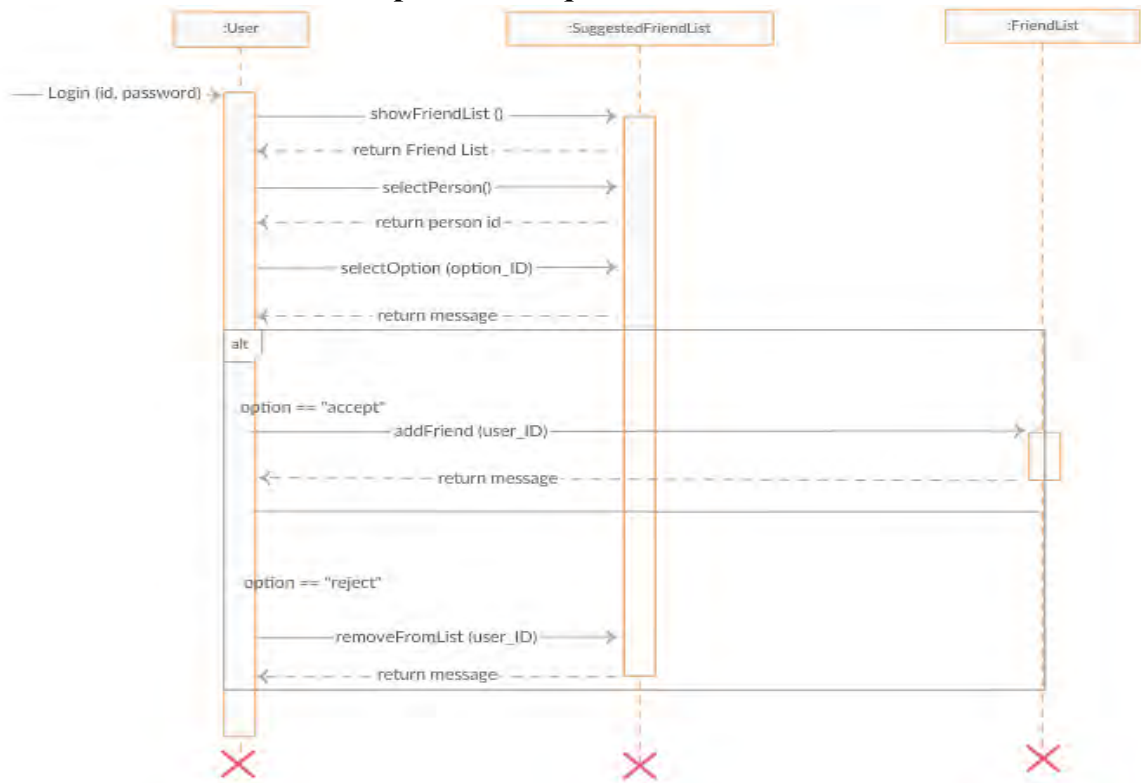 :User
:SuggestedFriendList
:FriendList
Login (id, password)
showFriendList ()
return Friend List
selectPerson()
return person id
selectOption (option_ID)
return message
alt
option == "accept"
addFriend (user_ID)
return message
option == "reject"
removeFromList (user_ID)
return message